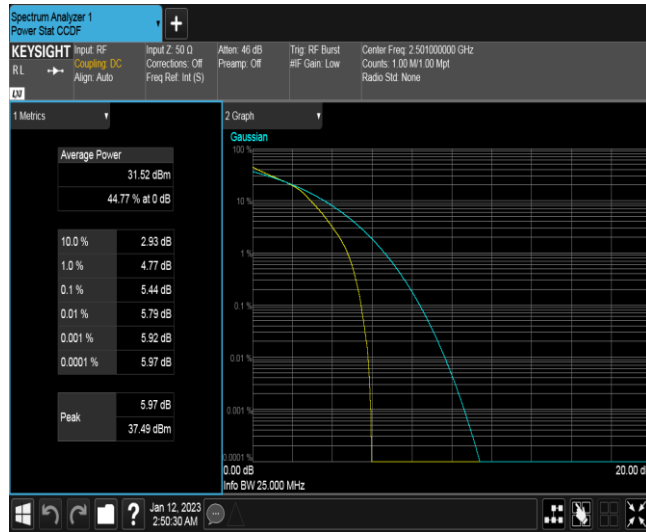 Spectrum Analyzer 1
Power Stat CCDF
+
KEYSIGHT
RL
LXI
Input: RF
Coupling: DC
Align: Auto
Input Z: 50 Ω
Corrections: Off
Freq Ref: Int (S)
Atten: 46 dB
Preamp: Off
Trig: RF Burst
#IF Gain: Low
Center Freq: 2.501000000 GHz
Counts: 1.00 M/1.00 Mpt
Radio Std: None
1 Metrics
Average Power
31.52 dBm
44.77 % at 0 dB
10.0 % 2.93 dB
1.0 % 4.77 dB
0.1 % 5.44 dB
0.01 % 5.79 dB
0.001 % 5.92 dB
0.0001 % 5.97 dB
Peak
5.97 dB
37.49 dBm
2 Graph
Gaussian
100 %
10 %
1 %
0.1 %
0.01 %
0.001 %
0.0001 %
0.00 dB
20.00 d
Info BW 25.000 MHz
?
Jan 12, 2023
2:50:30 AM